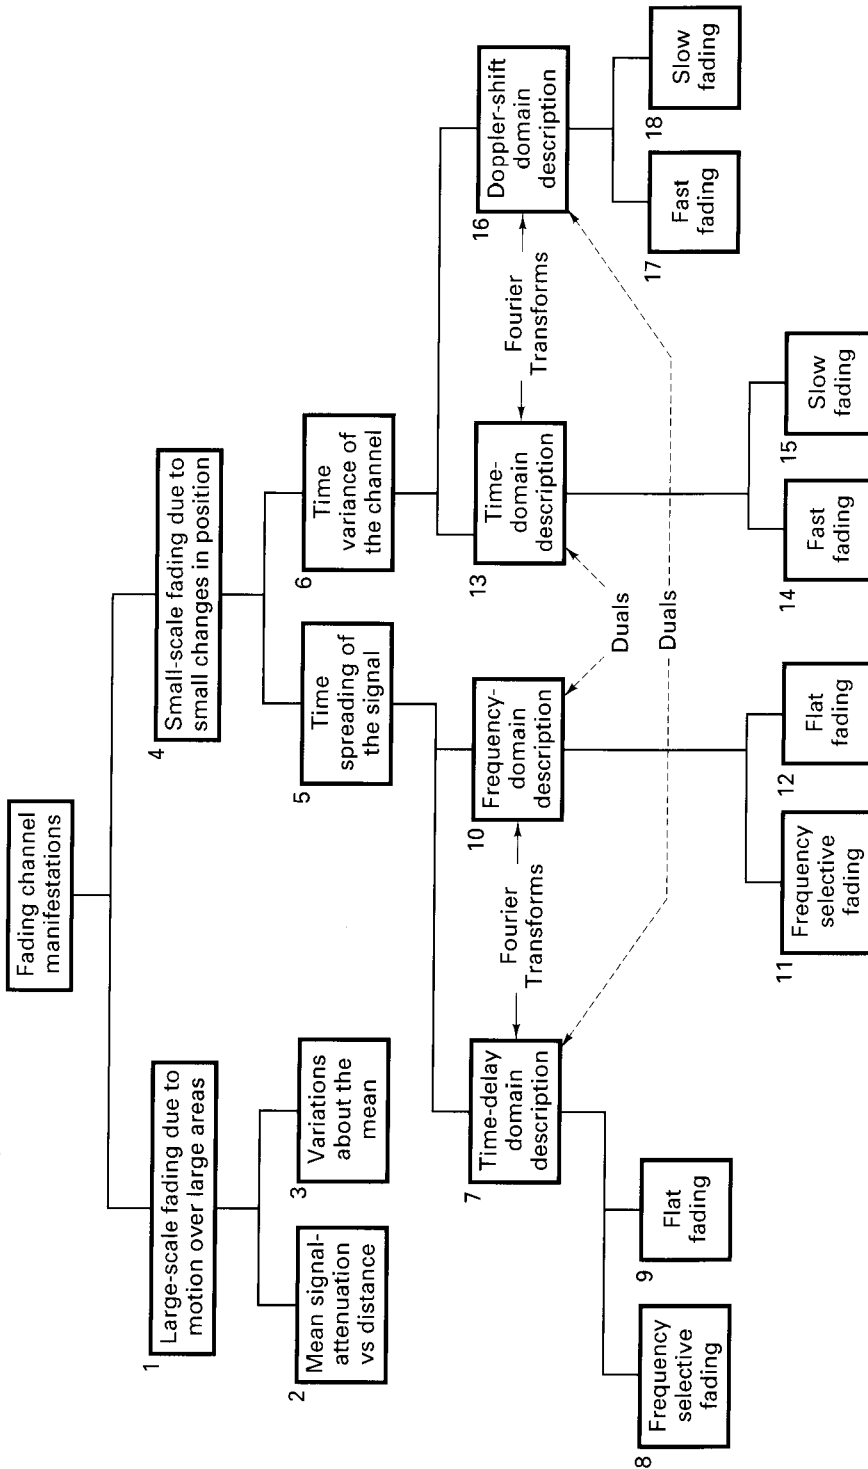 Fading channel
manifestations
1
Large-scale fading due to
motion over large areas
2
Mean signal-
attenuation
vs distance
3
Variations
about the
mean
4
Small-scale fading due to
small changes in position
5
Time
spreading of
the signal
6
Time
variance of
the channel
7
Time-delay
domain
description
Fourier
Transforms
10
Frequency-
domain
description
Duals
13
Time-
domain
description
Fourier
Transforms
16
Doppler-shift
domain
description
Duals
8
Frequency
selective
fading
9
Flat
fading
11
Frequency
selective
fading
12
Flat
fading
14
Fast
fading
15
Slow
fading
17
Fast
fading
18
Slow
fading